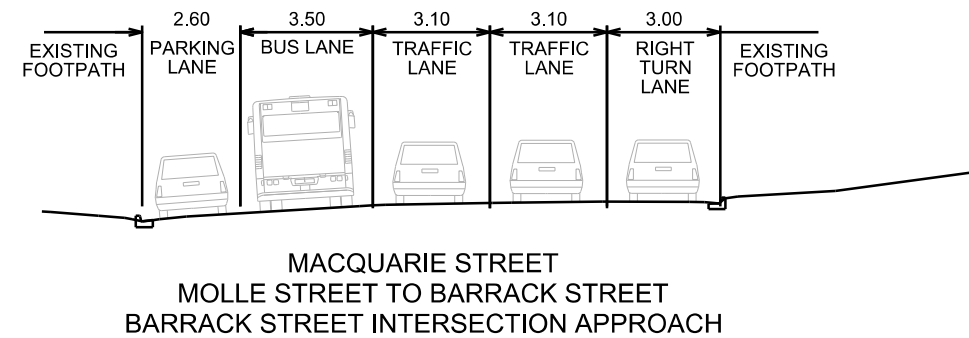 2.60 3.50 3.10 3.10 3.00
EXISTING FOOTPATH
PARKING LANE
BUS LANE
TRAFFIC LANE
TRAFFIC LANE
RIGHT TURN LANE
EXISTING FOOTPATH
MACQUARIE STREET
MOLLE STREET TO BARRACK STREET
BARRACK STREET INTERSECTION APPROACH